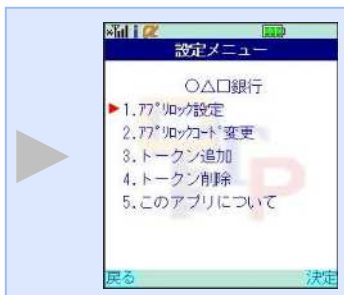 設定メニュー
○△□銀行
1.ｱﾌﾟﾘﾛｯｸ設定
2.ｱﾌﾟﾘﾛｯｸｺｰﾄﾞ変更
3.トークン追加
4.トークン削除
5.このアプリについて
戻る 決定